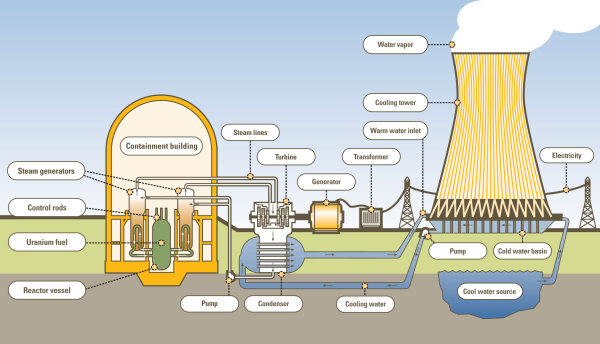 Water vapor
Cooling tower
Warm water inlet
Steam lines
Containment building
Turbine
Transformer
Electricity
Steam generators
Generator
Control rods
Uranium fuel
Pump
Cold water basin
Reactor vessel
Cool water source
Pump
Condenser
Cooling water